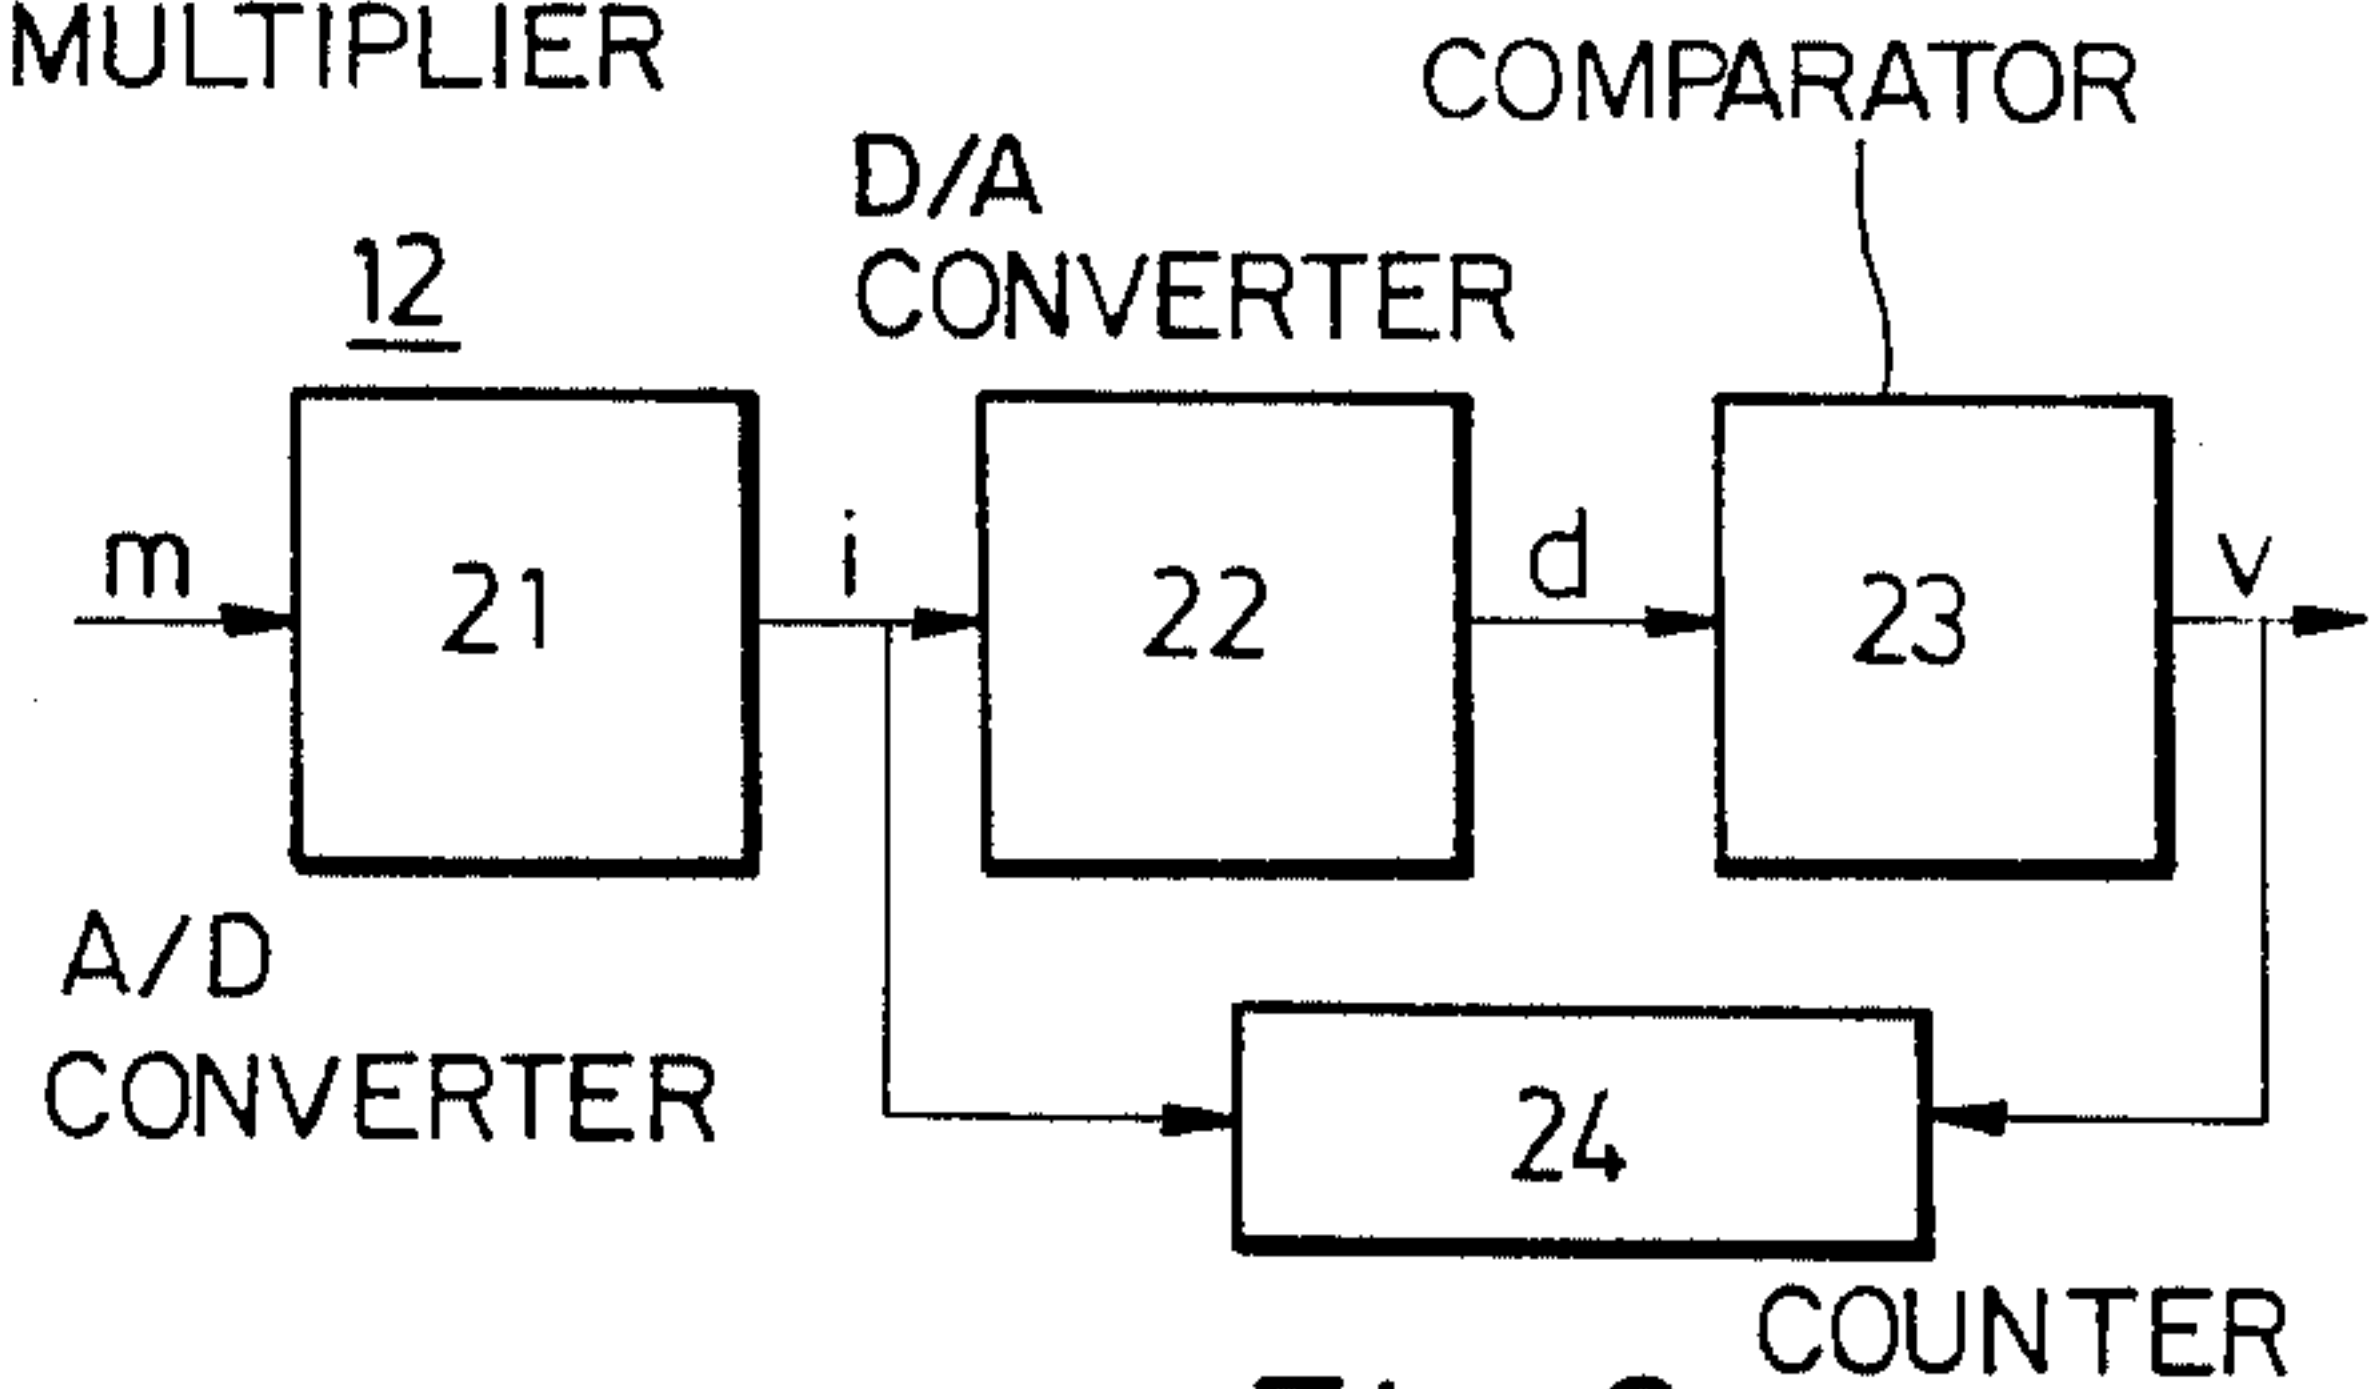 MULTIPLIER
COMPARATOR
D/A
CONVERTER
12
m
21
i
22
d
23
v
A/D
CONVERTER
24
COUNTER